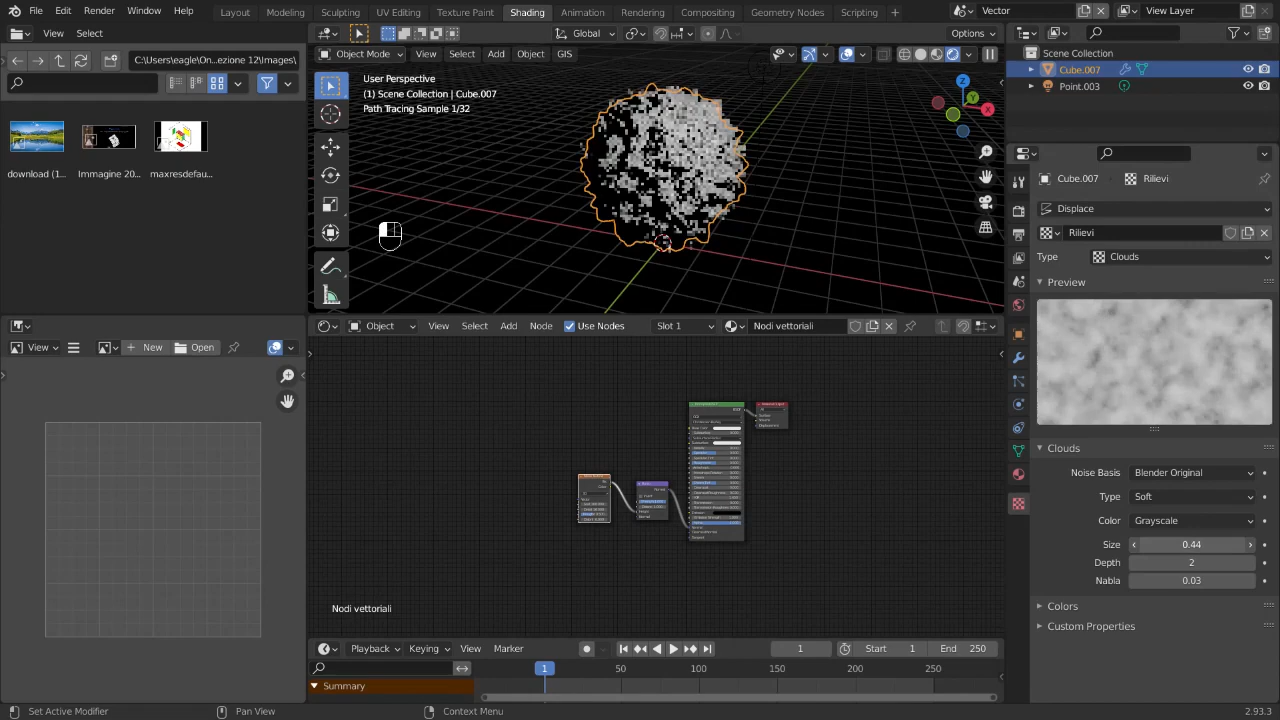 File Edit Render Window Help
Layout Modeling Sculpting UV Editing Texture Paint Shading Animation Rendering Compositing Geometry Nodes Scripting +
Vector
View Layer
View Select
Object Mode View Select Add Object GIS
Global
Options
C:\Users\eagle\On...ezione 12\Images\
download (1...
Immagine 20...
maxresdefau...
User Perspective
(1) Scene Collection | Cube.007
Path Tracing Sample 1/32
Z
Y
X
Scene Collection
Cube.007
Point.003
Cube.007
Rilievi
Displace
Rilievi
Type
Clouds
Preview
Clouds
Noise Basis
Blender Original
Type
Soft
Color
Grayscale
Size
0.44
Depth
2
Nabla
0.03
Colors
Custom Properties
View
New
Open
Object View Select Add Node Use Nodes Slot 1 Nodi vettoriali
Nodi vettoriali
Playback Keying View Marker
1
Start 1
End 250
1
50
100
150
200
250
Summary
Set Active Modifier
Pan View
Context Menu
2.93.3